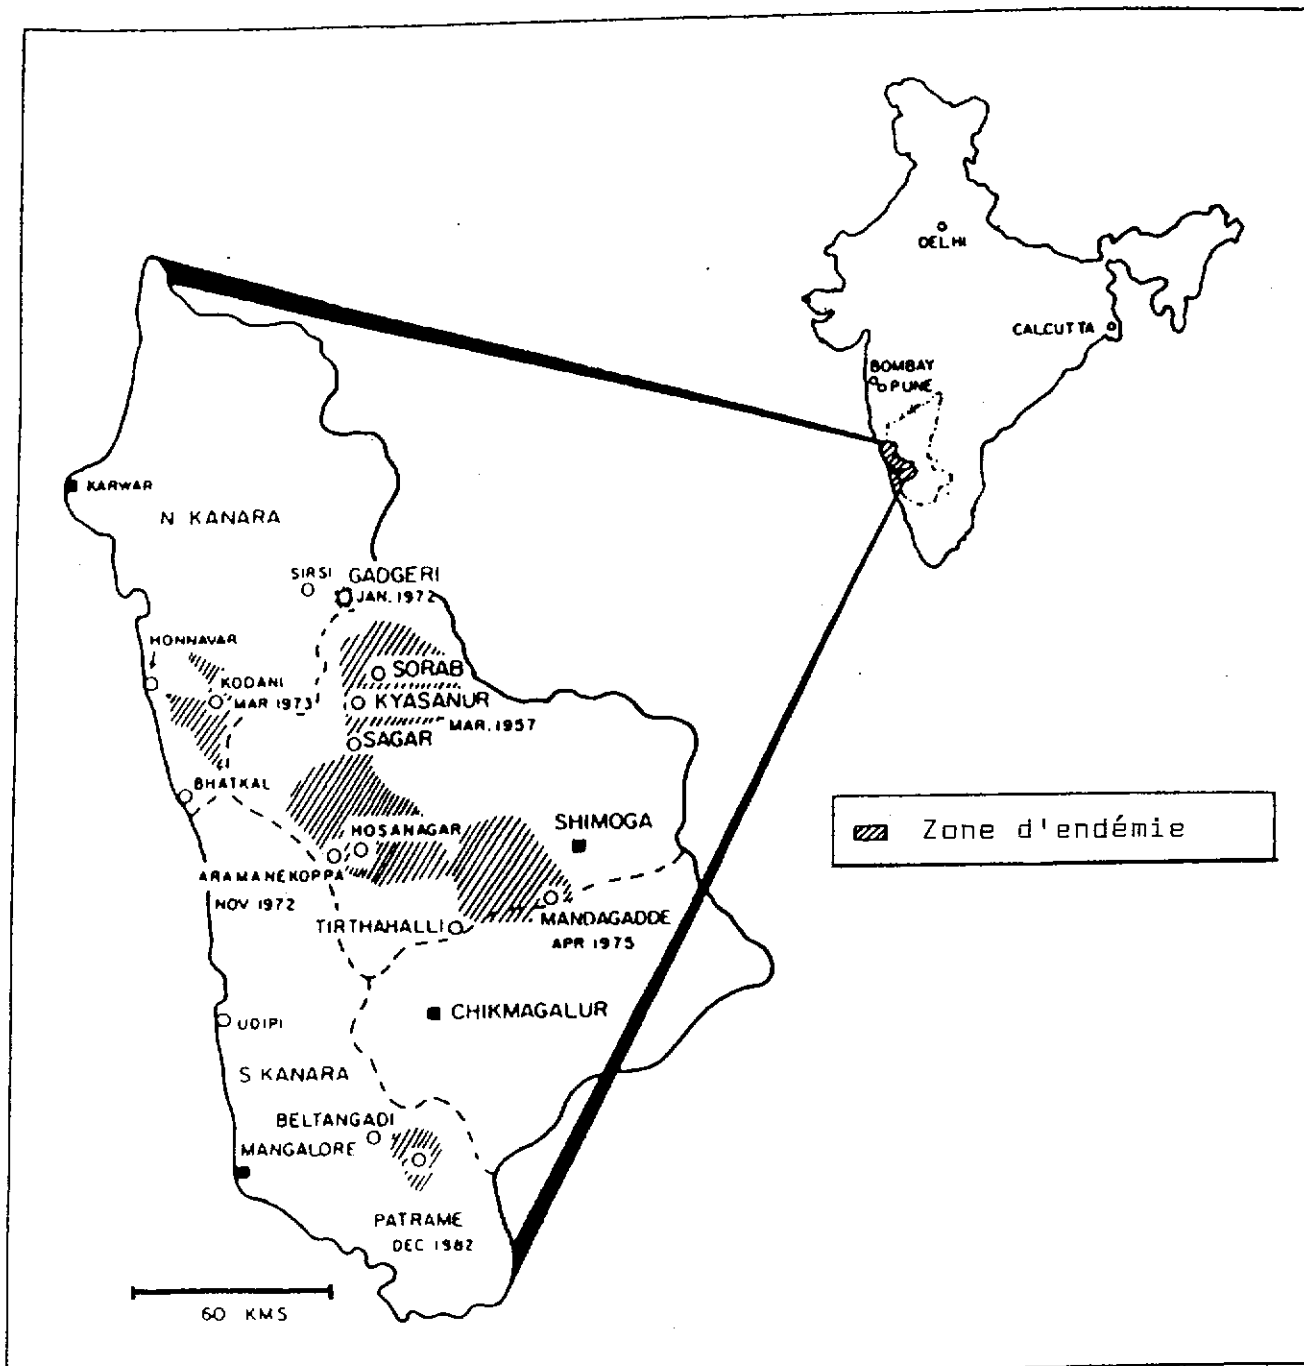 DELHI
CALCUTTA
BOMBAY
PUNE
KARWAR
N KANARA
SIRSI
GADGERI
JAN. 1972
HONNAVAR
KODANI
MAR 1973
SORAB
KYASANUR
MAR. 1957
SAGAR
BHATKAL
HOSANAGAR
SHIMOGA
Zone d'endémie
ARAMANEKOPPA
NOV 1972
TIRTHAHALLI
MANDAGADDE
APR 1975
CHIKMAGALUR
UDIPI
S KANARA
BELTANGADI
MANGALORE
PATRAME
DEC 1982
60 KMS